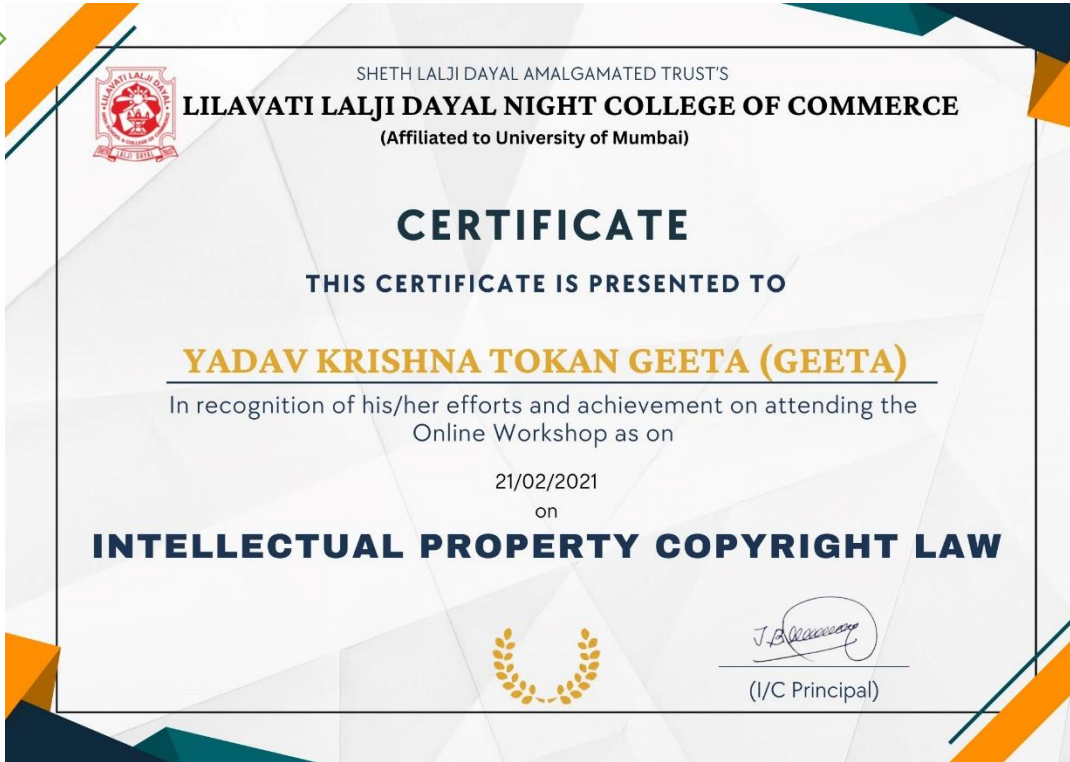 SHETH LALJI DAYAL AMALGAMATED TRUST'S
LILAVATI LALJI DAYAL NIGHT COLLEGE OF COMMERCE
(Affiliated to University of Mumbai)
CERTIFICATE
THIS CERTIFICATE IS PRESENTED TO
YADAV KRISHNA TOKAN GEETA (GEETA)
In recognition of his/her efforts and achievement on attending the
Online Workshop as on
21/02/2021
on
INTELLECTUAL PROPERTY COPYRIGHT LAW
(I/C Principal)